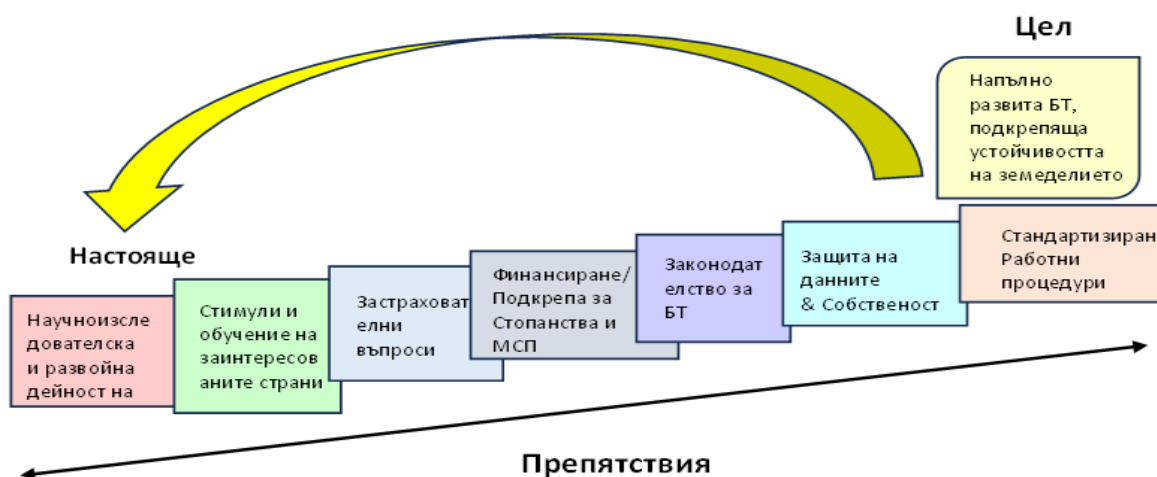 Цел
Напълно
развита БТ,
подкрепяща
устойчивостта
на земеделието
Настояще
Научноизсле
дователска
и развойна
дейност на
Стимули и
обучение на
заинтересов
аните страни
Застраховат
елни
въпроси
Финансиране/
Подкрепа за
Стопанства и
МСП
Законодат
елство за
БТ
Защита на
данните
& Собственост
Стандартизиран
Работни
процедури
Препятствия